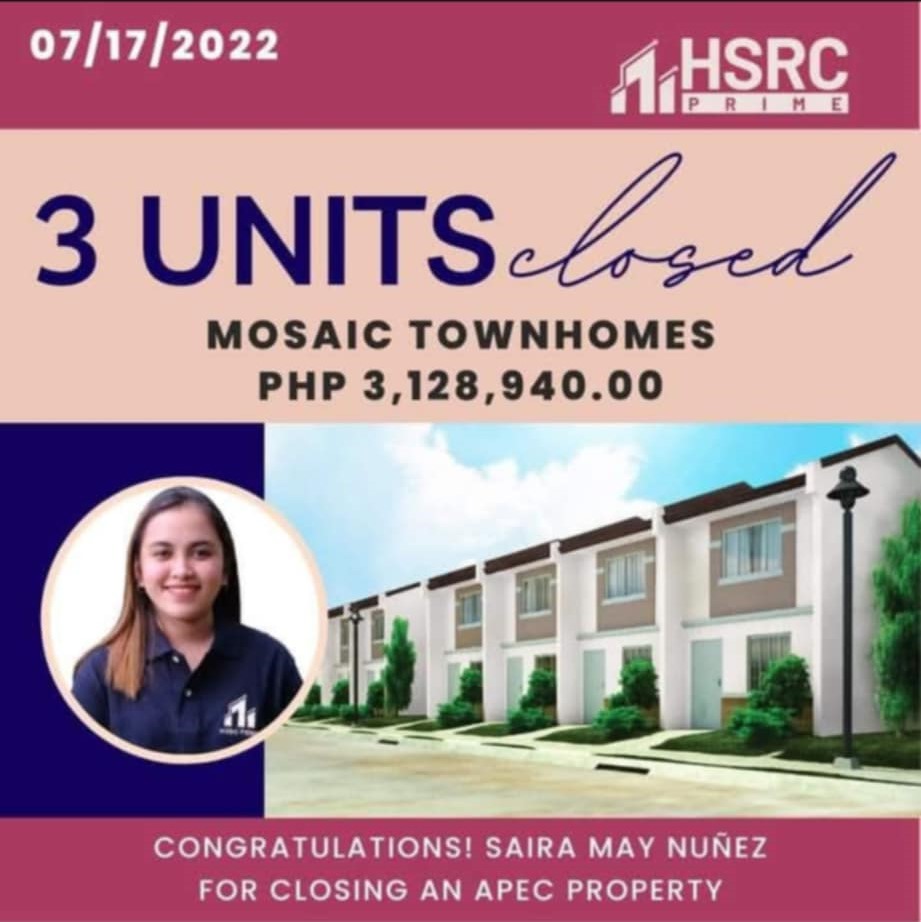 07/17/2022
HSRC
PRIME
3 UNITS closed
MOSAIC TOWNHOMES
PHP 3,128,940.00
CONGRATULATIONS! SAIRA MAY NUÑEZ
FOR CLOSING AN APEC PROPERTY